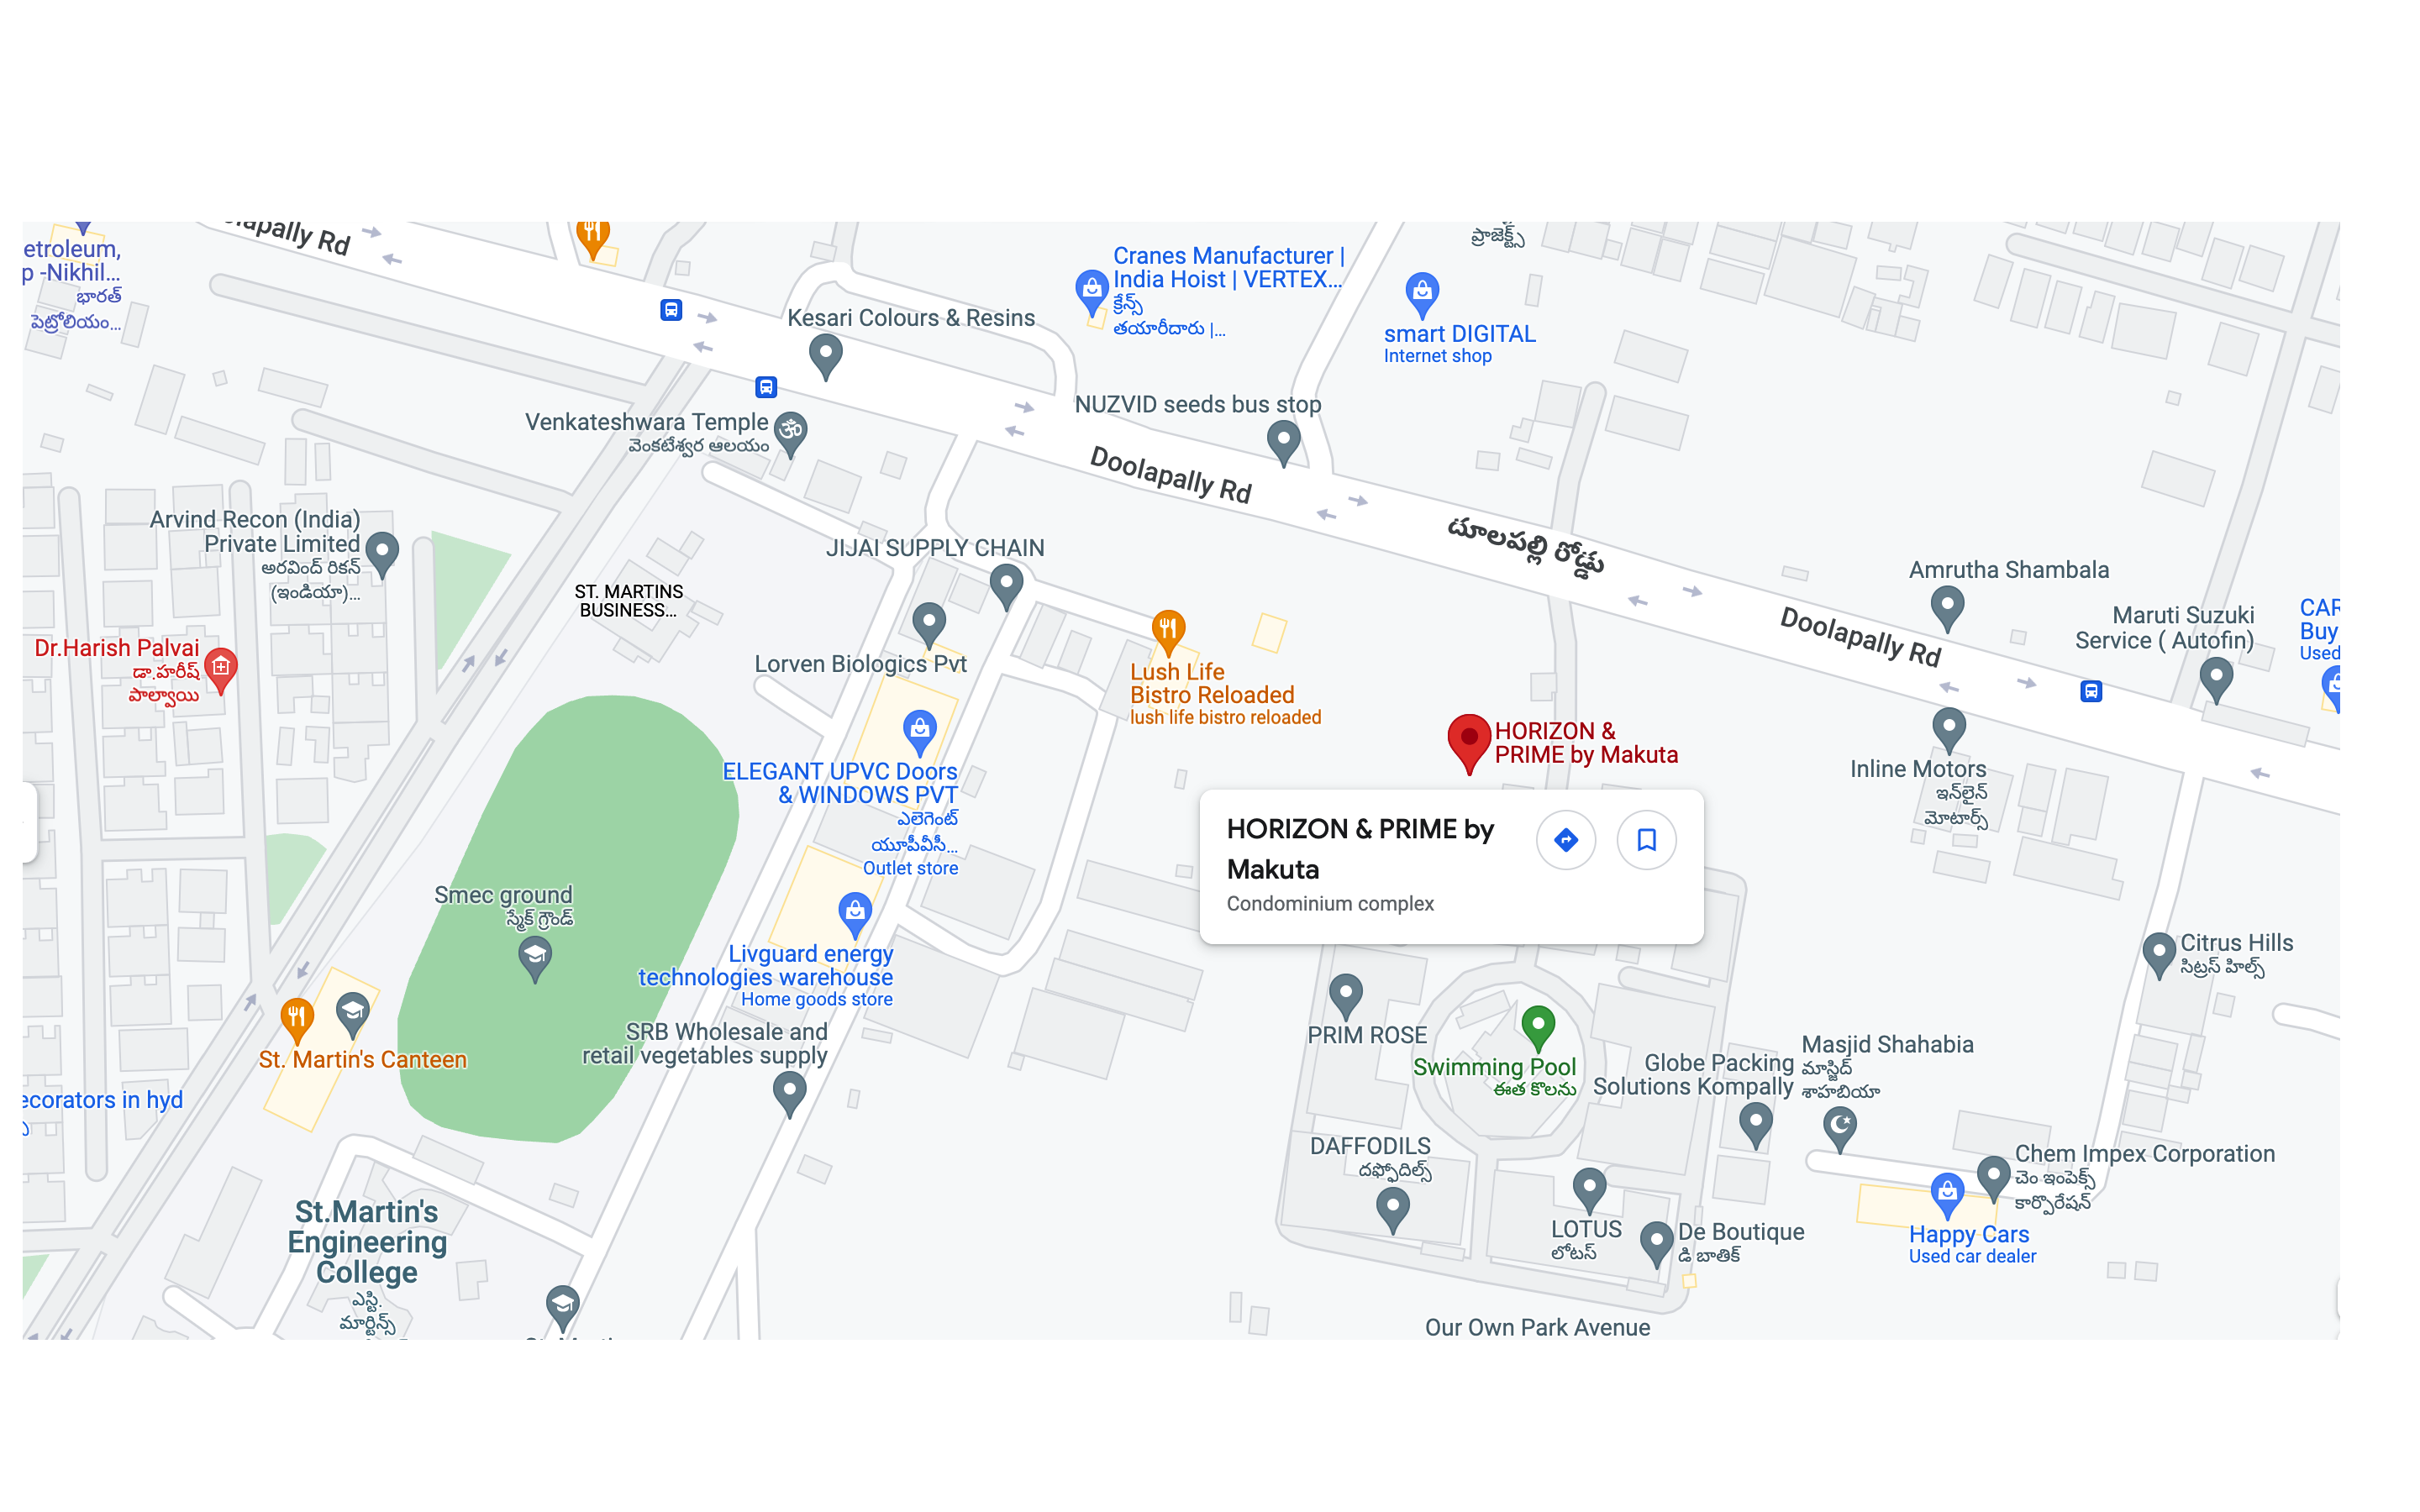 olapally Rd
etroleum,
p -Nikhil...
భారత్
పెట్రోలియం...
Kesari Colours & Resins
Cranes Manufacturer |
India Hoist | VERTEX...
క్రేన్స్
తయారీదారు |...
ప్రాజెక్ట్స్
smart DIGITAL
Internet shop
Venkateshwara Temple
వెంకటేశ్వర ఆలయం
NUZVID seeds bus stop
Doolapally Rd
దూలపల్లి రోడ్డు
Arvind Recon (India)
Private Limited
అరవింద్ రికన్
(ఇండియా)...
JIJAI SUPPLY CHAIN
ST. MARTINS
BUSINESS...
Amrutha Shambala
Maruti Suzuki
Service ( Autofin)
CAR
Buy,
Used
Doolapally Rd
Dr.Harish Palvai
డా.హరీష్
పాల్వాయి
Lorven Biologics Pvt
Lush Life
Bistro Reloaded
lush life bistro reloaded
HORIZON &
PRIME by Makuta
ELEGANT UPVC Doors
& WINDOWS PVT
ఎలెగెంట్
యూపీవీసీ...
Outlet store
Inline Motors
ఇన్‌లైన్
మోటార్స్
HORIZON & PRIME by
Makuta
Condominium complex
Smec ground
స్మేక్ గ్రౌండ్
Livguard energy
technologies warehouse
Home goods store
Citrus Hills
సిట్రస్ హిల్స్
SRB Wholesale and
retail vegetables supply
PRIM ROSE
Swimming Pool
ఈత కొలను
Globe Packing
Solutions Kompally
Masjid Shahabia
మాస్జిద్
శాహబియా
St. Martin's Canteen
ecorators in hyd
DAFFODILS
దఫ్ఫోదిల్స్
Chem Impex Corporation
చెం ఇంపెక్స్
కార్పొరేషన్
St.Martin's
Engineering
College
ఎస్టి.
మార్టిన్స్
LOTUS
లోటస్
De Boutique
డి బాతిక్
Happy Cars
Used car dealer
Our Own Park Avenue